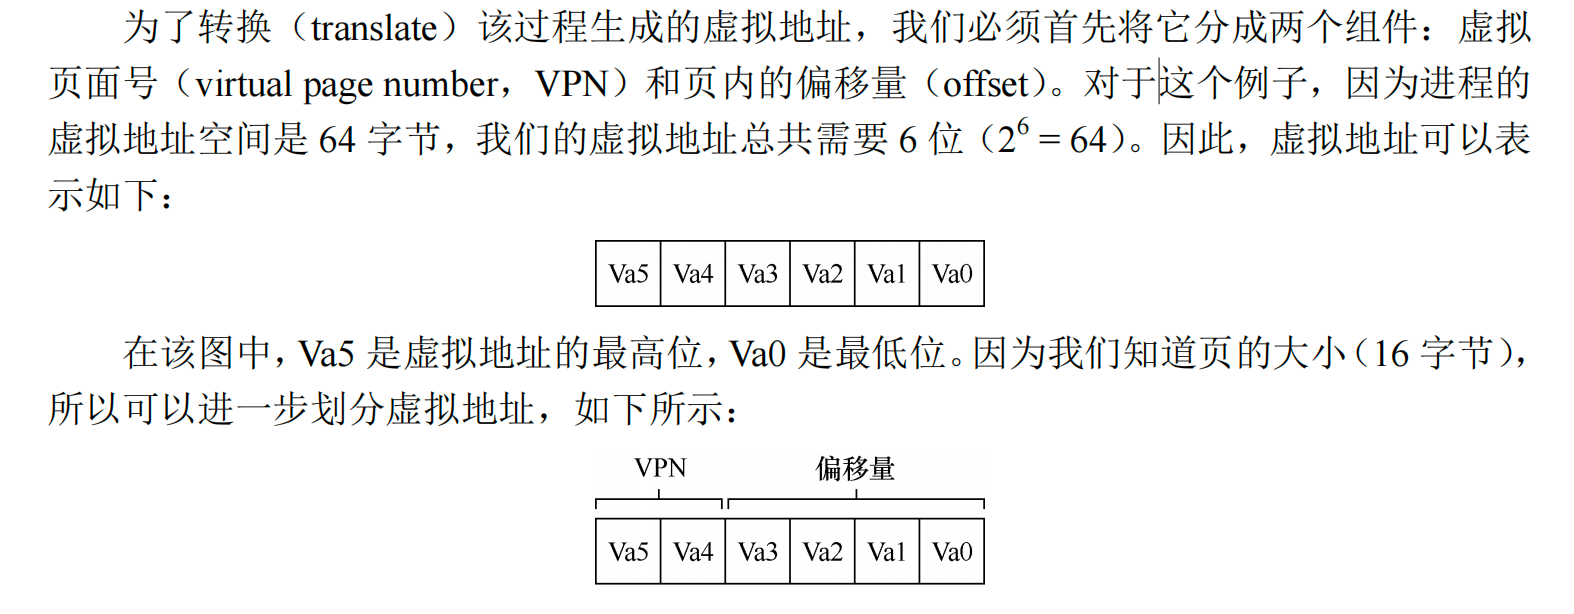 为了转换（translate）该过程生成的虚拟地址，我们必须首先将它分成两个组件：虚拟
页面号（virtual page number，VPN）和页内的偏移量（offset）。对于这个例子，因为进程的
虚拟地址空间是 64 字节，我们的虚拟地址总共需要 6 位（2⁶ = 64）。因此，虚拟地址可以表
示如下：
Va5 Va4 Va3 Va2 Va1 Va0
在该图中，Va5 是虚拟地址的最高位，Va0 是最低位。因为我们知道页的大小（16 字节），
所以可以进一步划分虚拟地址，如下所示：
VPN 偏移量
Va5 Va4 Va3 Va2 Va1 Va0